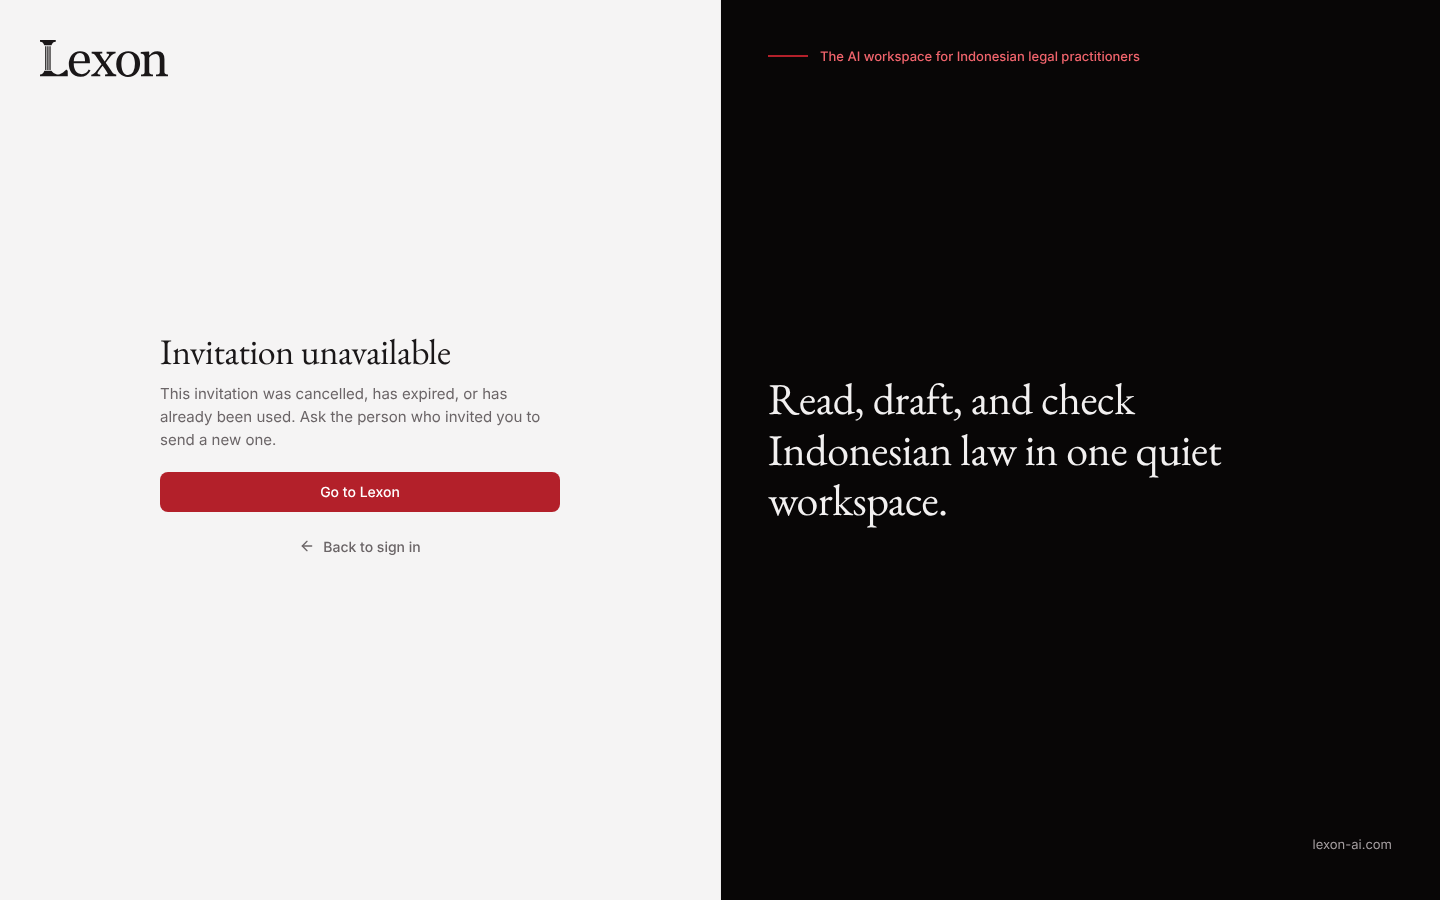 Lexon
Invitation unavailable
This invitation was cancelled, has expired, or has
already been used. Ask the person who invited you to
send a new one.
Go to Lexon
← Back to sign in
The AI workspace for Indonesian legal practitioners
Read, draft, and check
Indonesian law in one quiet
workspace.
lexon-ai.com